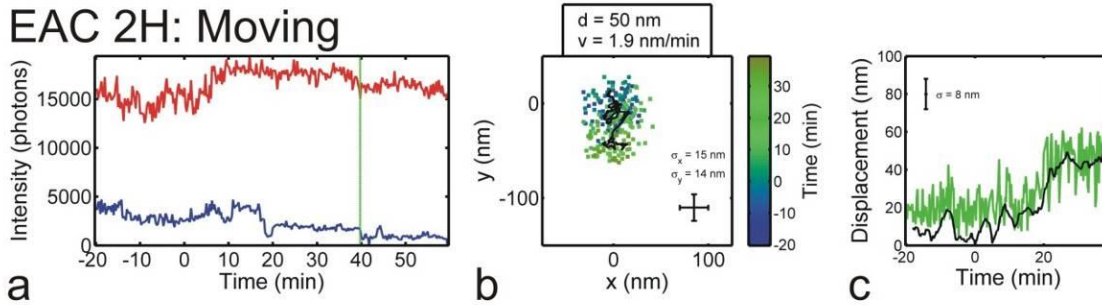 EAC 2H: Moving
Intensity (photons)
15000
10000
5000
0
-20 -10 0 10 20 30 40 50
Time (min)
a
d = 50 nm
v = 1.9 nm/min
y (nm)
0
-100
σx = 15 nm
σy = 14 nm
0 100
x (nm)
b
30
20
10
0
-10
-20
Time (min)
Displacement (nm)
100
80
60
40
20
0
σ = 8 nm
-20 0 20
Time (min)
c